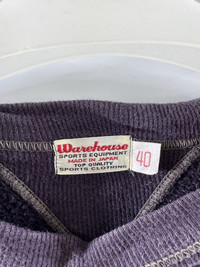 Warehouse
SPORTS EQUIPMENT
MADE IN JAPAN
TOP QUALITY
SPORTS CLOTHING
40